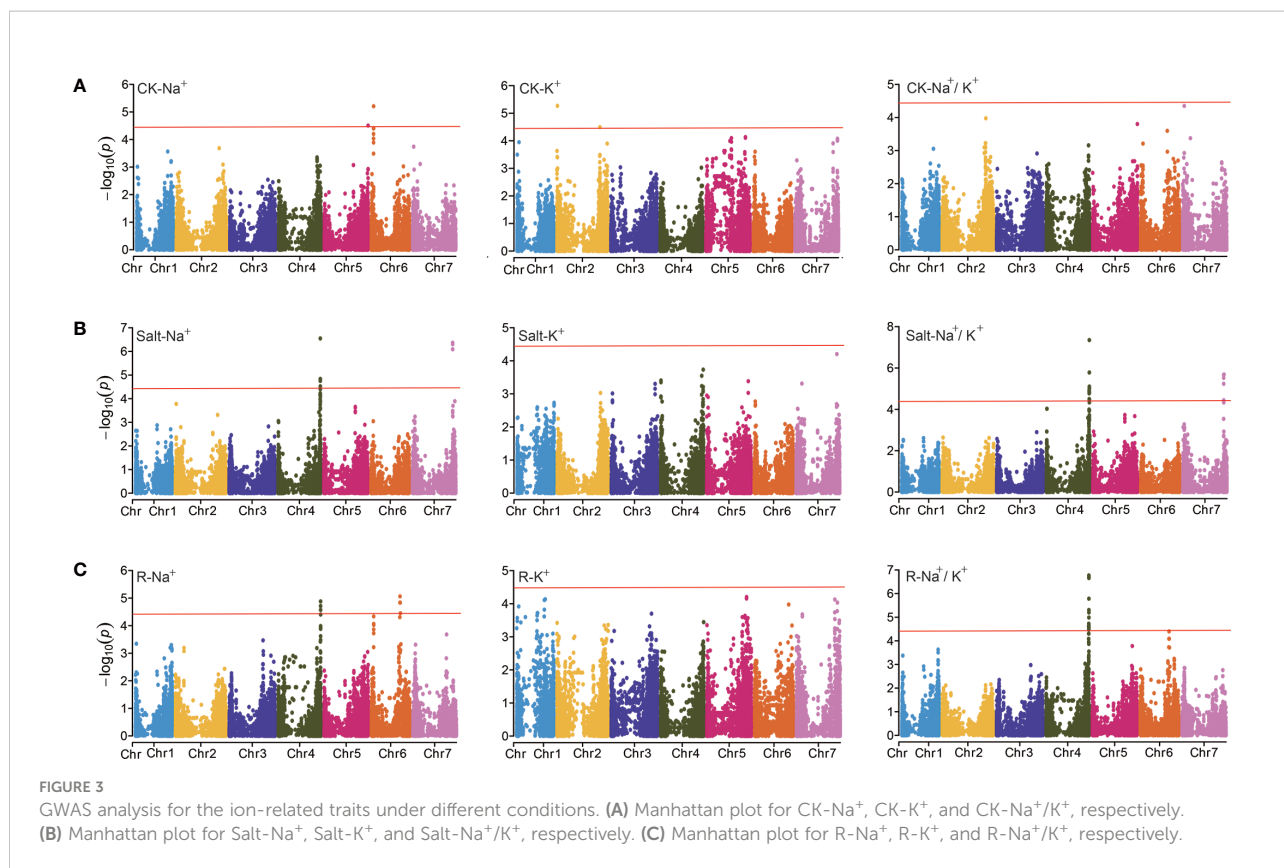 A
CK-Na⁺
6
5
4
3
2
1
0
−log₁₀(p)
Chr Chr1 Chr2 Chr3 Chr4 Chr5 Chr6 Chr7
CK-K⁺
6
5
4
3
2
1
0
Chr Chr1 Chr2 Chr3 Chr4 Chr5 Chr6 Chr7
CK-Na⁺/ K⁺
5
4
3
2
1
0
Chr Chr1 Chr2 Chr3 Chr4 Chr5 Chr6 Chr7
B
Salt-Na⁺
7
6
5
4
3
2
1
0
−log₁₀(p)
Chr Chr1 Chr2 Chr3 Chr4 Chr5 Chr6 Chr7
Salt-K⁺
5
4
3
2
1
0
Chr Chr1 Chr2 Chr3 Chr4 Chr5 Chr6 Chr7
Salt-Na⁺/ K⁺
8
6
4
2
0
Chr Chr1 Chr2 Chr3 Chr4 Chr5 Chr6 Chr7
C
R-Na⁺
6
5
4
3
2
1
0
−log₁₀(p)
Chr Chr1 Chr2 Chr3 Chr4 Chr5 Chr6 Chr7
R-K⁺
5
4
3
2
1
0
Chr Chr1 Chr2 Chr3 Chr4 Chr5 Chr6 Chr7
R-Na⁺/ K⁺
7
6
5
4
3
2
1
0
Chr Chr1 Chr2 Chr3 Chr4 Chr5 Chr6 Chr7
FIGURE 3
GWAS analysis for the ion-related traits under different conditions. (A) Manhattan plot for CK-Na⁺, CK-K⁺, and CK-Na⁺/K⁺, respectively.
(B) Manhattan plot for Salt-Na⁺, Salt-K⁺, and Salt-Na⁺/K⁺, respectively. (C) Manhattan plot for R-Na⁺, R-K⁺, and R-Na⁺/K⁺, respectively.